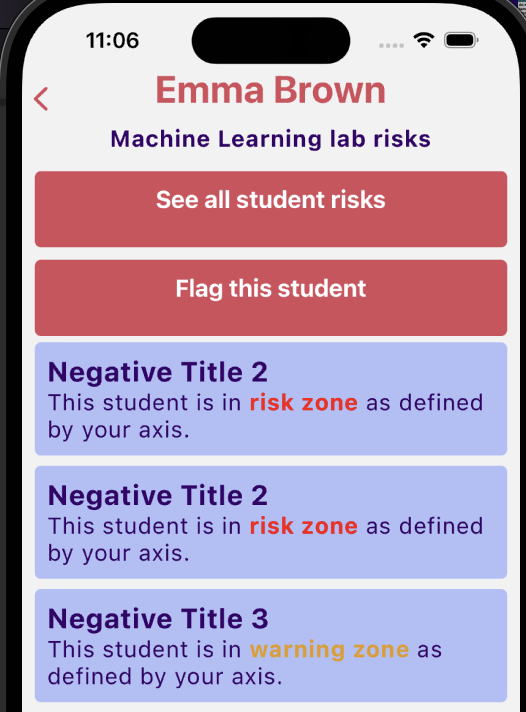 11:06
Emma Brown
Machine Learning lab risks
See all student risks
Flag this student
Negative Title 2
This student is in risk zone as defined
by your axis.
Negative Title 2
This student is in risk zone as defined
by your axis.
Negative Title 3
This student is in warning zone as
defined by your axis.